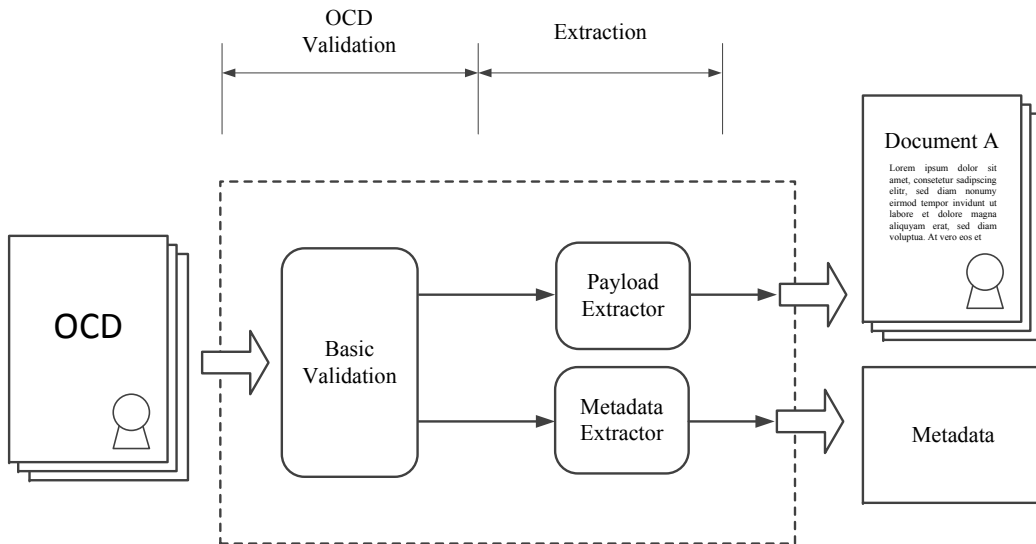 OCD
Validation
Extraction
Document A
Lorem ipsum dolor sit
amet, consetetur sadipscing
elitr, sed diam nonumy
eirmod tempor invidunt ut
labore et dolore magna
aliquyam erat, sed diam
voluptua. At vero eos et
OCD
Basic
Validation
Payload
Extractor
Metadada
Extractor
Metadata